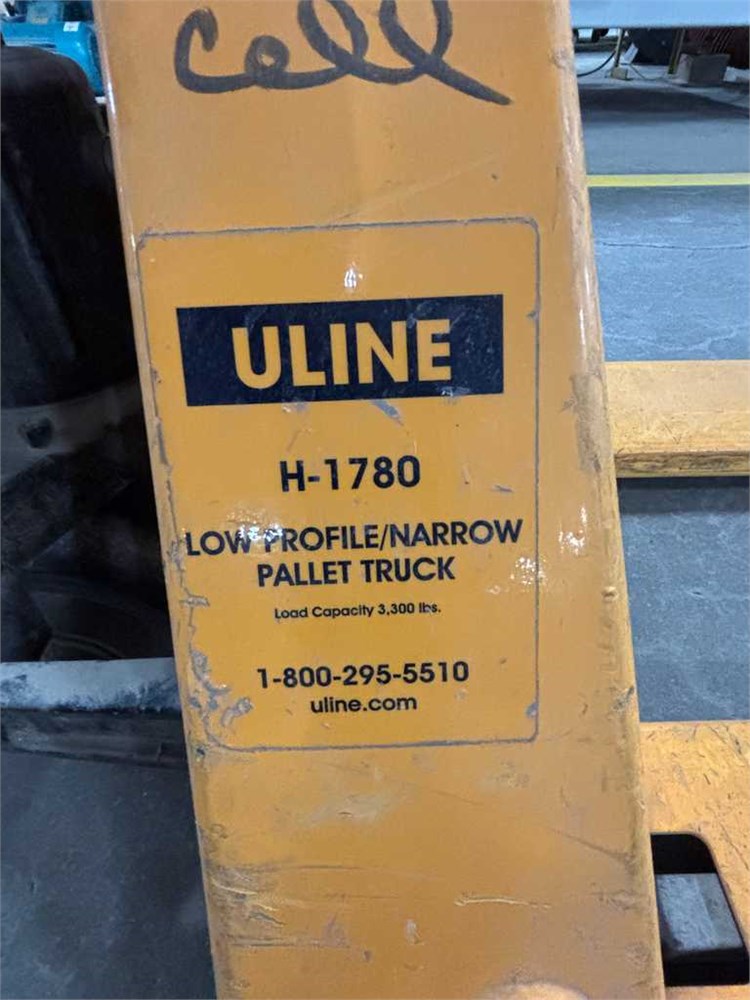 Cell
ULINE
H-1780
LOW PROFILE/NARROW
PALLET TRUCK
Load Capacity 3,300 lbs.
1-800-295-5510
uline.com